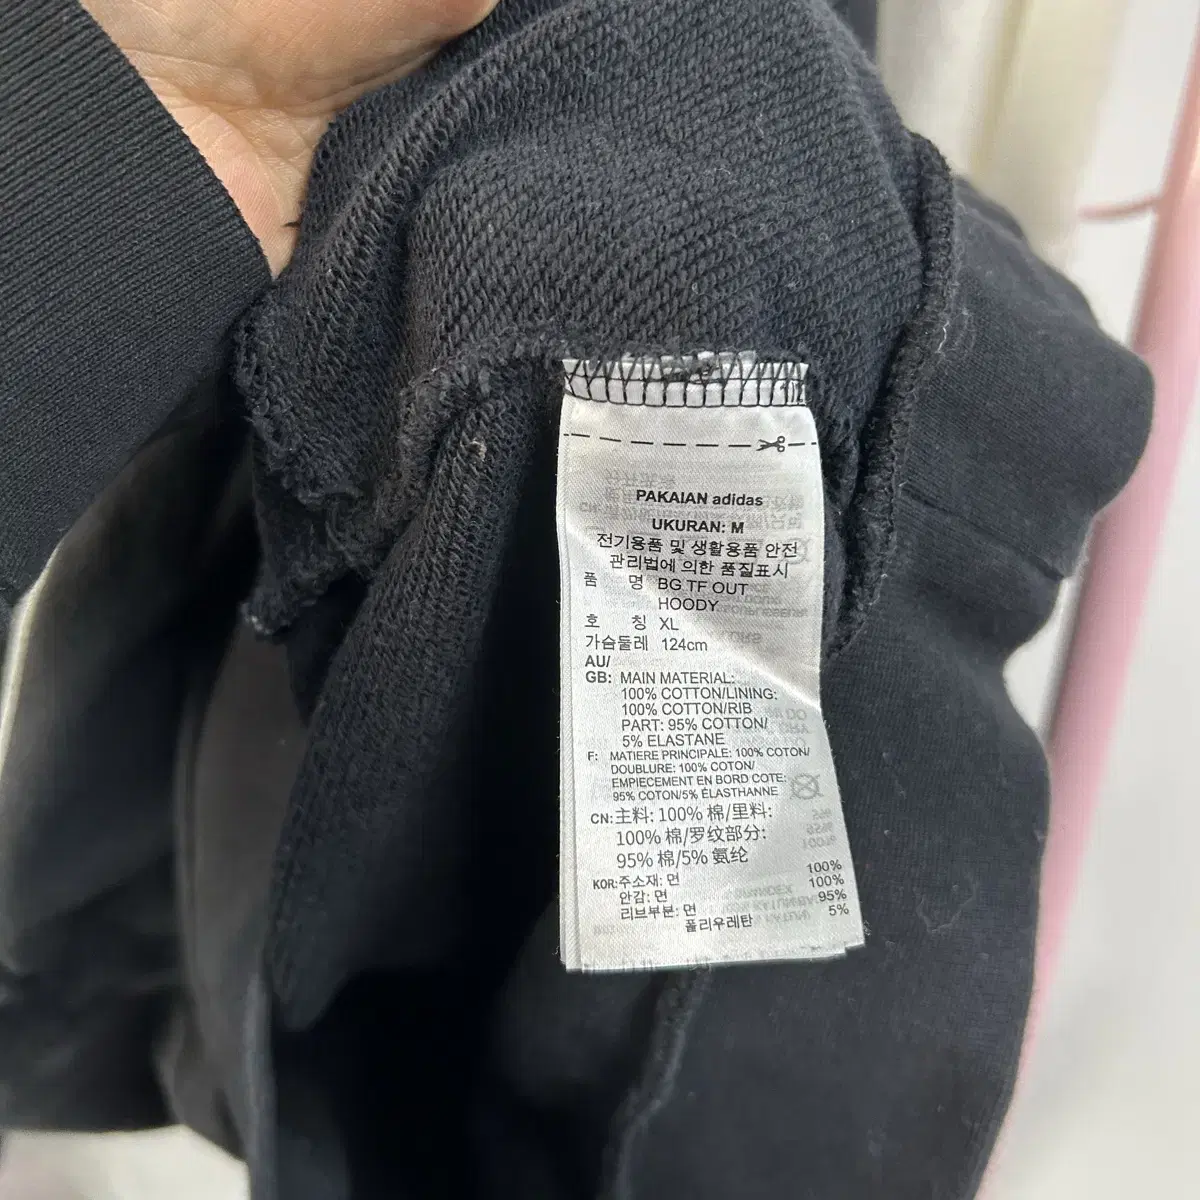 PAKAIAN adidas
UKURAN: M
전기용품 및 생활용품 안전
관리법에 의한 품질표시
품 명 BG TF OUT
HOODY
호 칭 XL
가슴둘레 124cm
AU/
GB: MAIN MATERIAL:
100% COTTON/LINING:
100% COTTON/RIB
PART: 95% COTTON/
5% ELASTANE
F: MATIERE PRINCIPALE: 100% COTON/
DOUBLURE: 100% COTON/
EMPIECEMENT EN BORD COTE:
95% COTON/5% ÉLASTHANNE
CN: 主料: 100% 棉/里料:
100% 棉/罗纹部分:
95% 棉/5% 氨纶
KOR: 주소재: 면 100%
안감: 면 100%
리브부분: 면 95%
폴리우레탄 5%